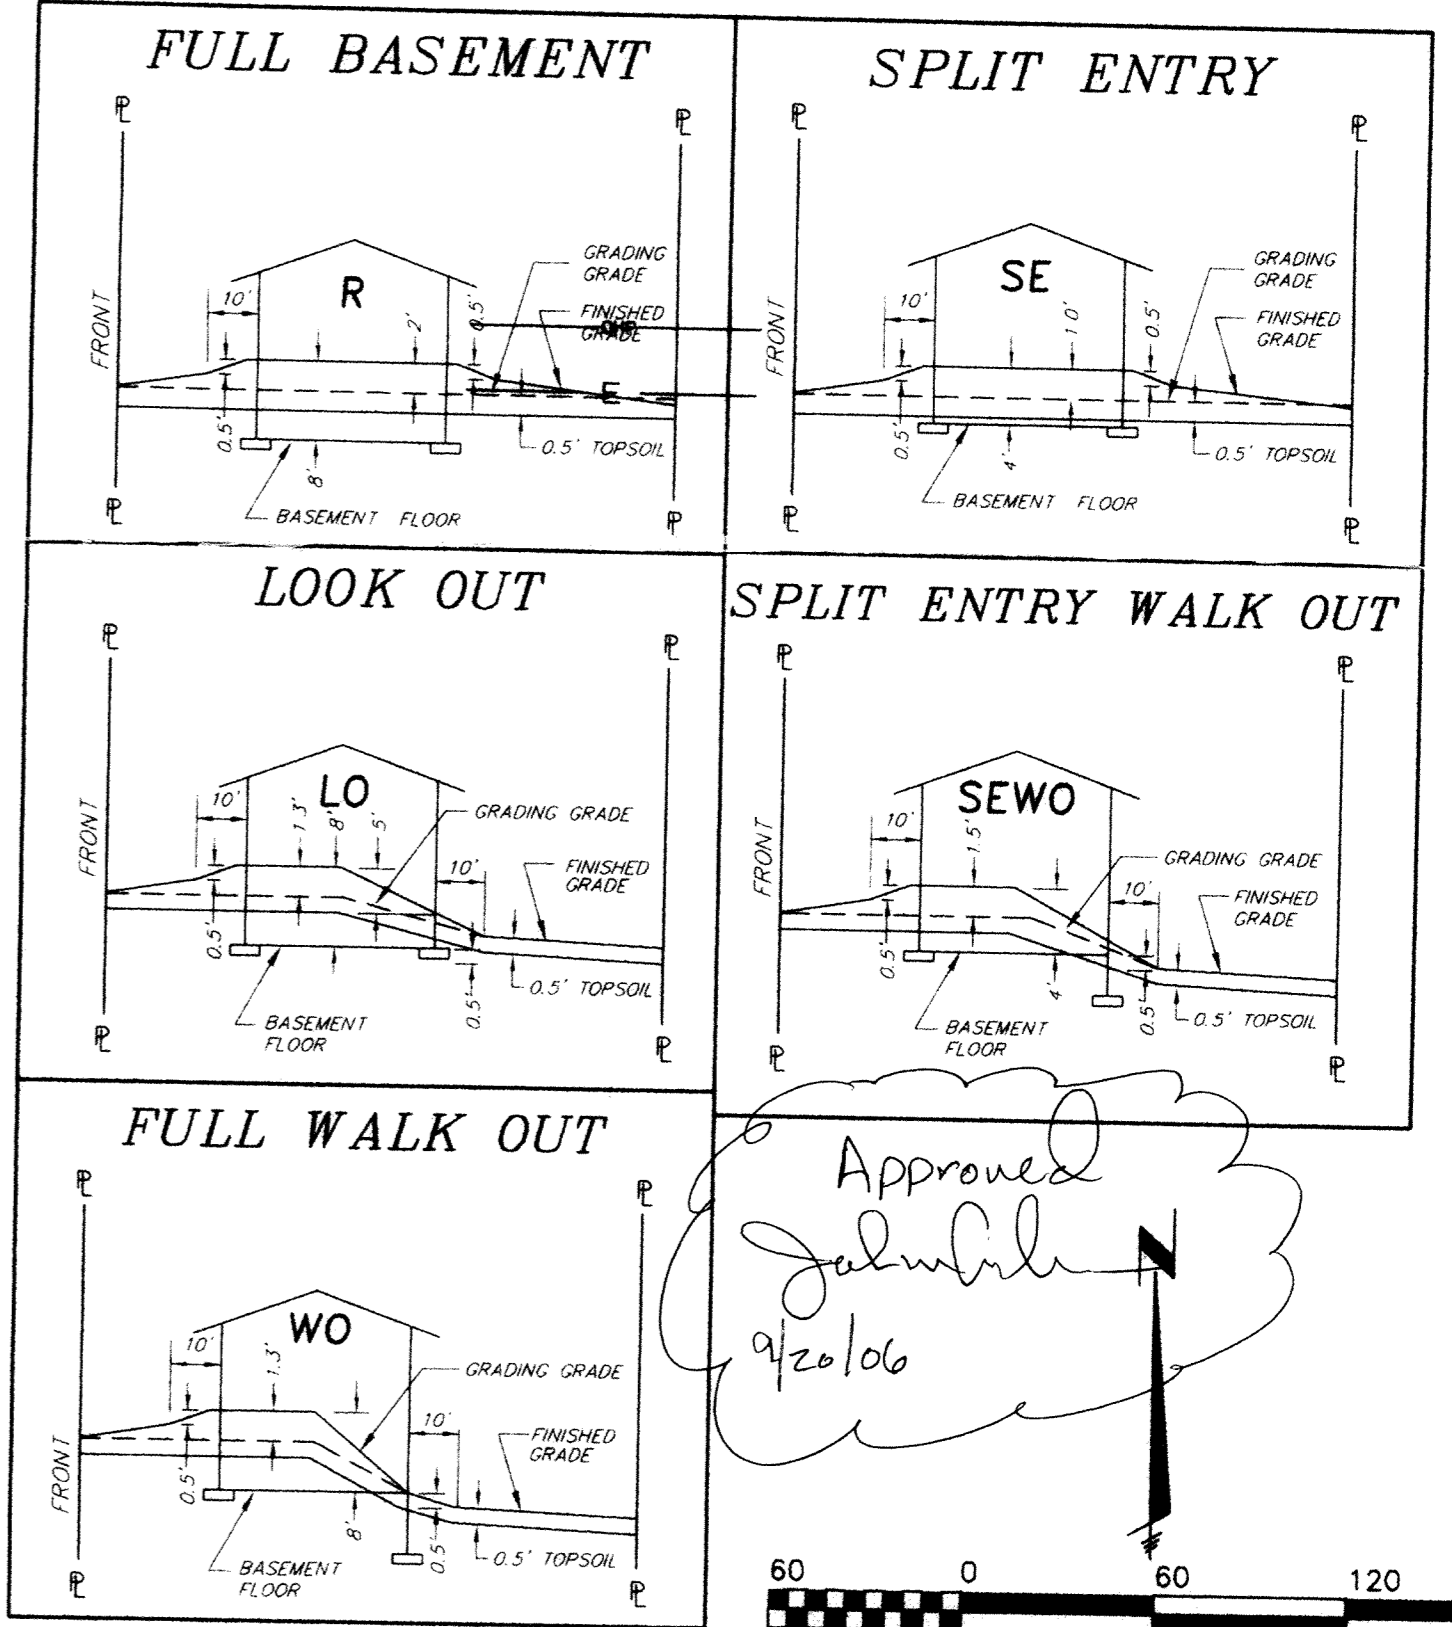 FULL BASEMENT
PL
PL
R
10'
2'
0.5'
GRADING
GRADE
FINISHED
GRADE
OHP
E
FRONT
0.5'
8'
0.5' TOPSOIL
BASEMENT FLOOR
PL
P
SPLIT ENTRY
PL
PL
SE
10'
1.0'
0.5'
GRADING
GRADE
FINISHED
GRADE
FRONT
0.5'
4'
0.5' TOPSOIL
BASEMENT FLOOR
PL
PL
LOOK OUT
PL
PL
LO
10'
1.3'
8'
5'
GRADING GRADE
10'
FINISHED
GRADE
FRONT
0.5'
0.5'
0.5' TOPSOIL
BASEMENT
FLOOR
PL
PL
SPLIT ENTRY WALK OUT
PL
PL
SEWO
10'
1.5'
GRADING GRADE
10'
FINISHED
GRADE
FRONT
0.5'
4'
0.5'
0.5' TOPSOIL
BASEMENT
FLOOR
PL
PL
FULL WALK OUT
PL
PL
WO
10'
1.3'
GRADING GRADE
10'
FINISHED
GRADE
FRONT
0.5'
8'
0.5'
0.5' TOPSOIL
BASEMENT
FLOOR
PL
PL
Approved
9/20/06
N
60 0 60 120